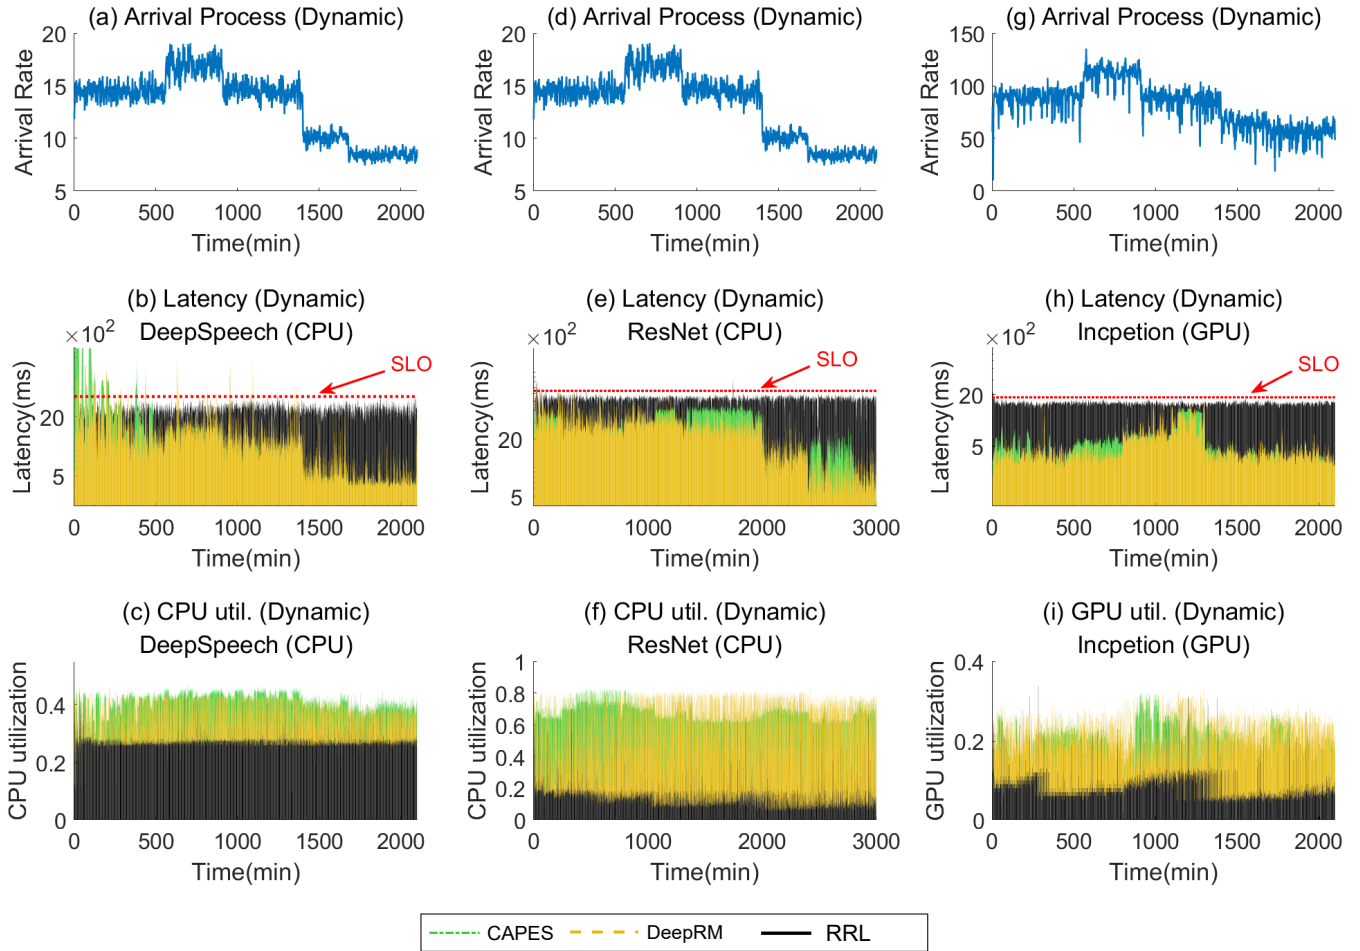 (a) Arrival Process (Dynamic)
20
15
10
5
Arrival Rate
0 500 1000 1500 2000
Time(min)
(d) Arrival Process (Dynamic)
20
15
10
5
Arrival Rate
0 500 1000 1500 2000
Time(min)
(g) Arrival Process (Dynamic)
150
100
50
0
Arrival Rate
0 500 1000 1500 2000
Time(min)
(b) Latency (Dynamic)
DeepSpeech (CPU)
×10²
SLO
20
5
Latency(ms)
0 500 1000 1500 2000
Time(min)
(e) Latency (Dynamic)
ResNet (CPU)
×10²
SLO
20
5
Latency(ms)
0 1000 2000 3000
Time(min)
(h) Latency (Dynamic)
Incpetion (GPU)
×10²
SLO
20
5
Latency(ms)
0 500 1000 1500 2000
Time(min)
(c) CPU util. (Dynamic)
DeepSpeech (CPU)
0.4
0.2
0
CPU utilization
0 500 1000 1500 2000
Time(min)
(f) CPU util. (Dynamic)
ResNet (CPU)
1
0.8
0.6
0.4
0.2
0
CPU utilization
0 1000 2000 3000
Time(min)
(i) GPU util. (Dynamic)
Incpetion (GPU)
0.4
0.2
0
GPU utilization
0 500 1000 1500 2000
Time(min)
CAPES DeepRM RRL